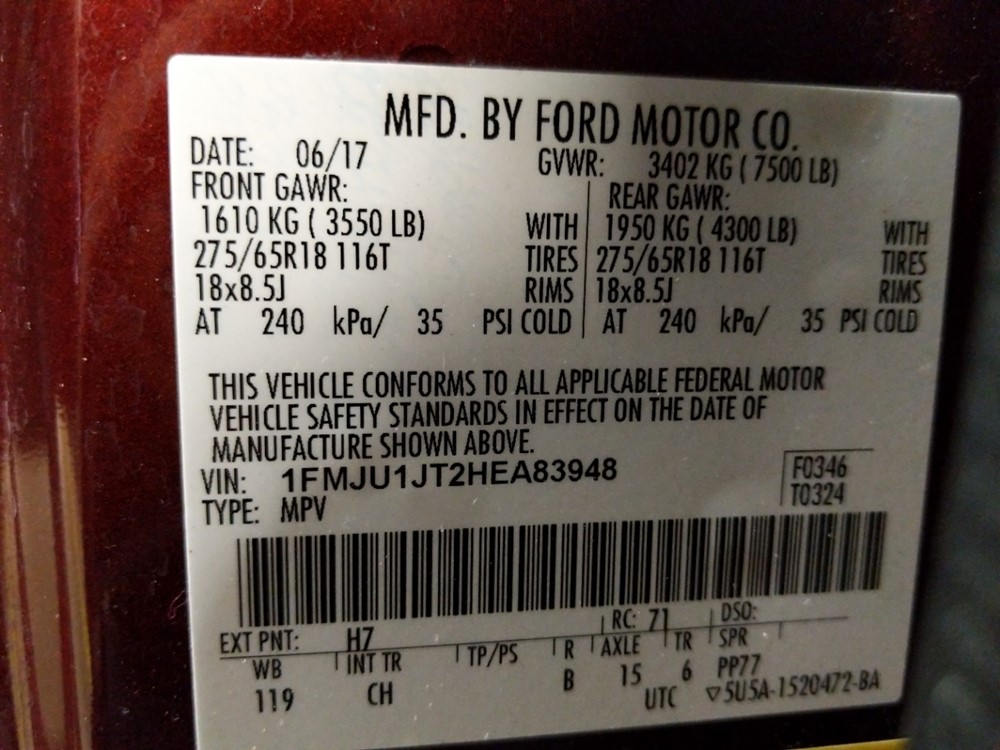 MFD. BY FORD MOTOR CO.
DATE: 06/17 GVWR: 3402 KG ( 7500 LB)
FRONT GAWR: REAR GAWR:
1610 KG ( 3550 LB) WITH 1950 KG ( 4300 LB) WITH
275/65R18 116T TIRES 275/65R18 116T TIRES
18x8.5J RIMS 18x8.5J RIMS
AT 240 kPa/ 35 PSI COLD AT 240 kPa/ 35 PSI COLD
THIS VEHICLE CONFORMS TO ALL APPLICABLE FEDERAL MOTOR
VEHICLE SAFETY STANDARDS IN EFFECT ON THE DATE OF
MANUFACTURE SHOWN ABOVE.
VIN: 1FMJU1JT2HEA83948 F0346
TYPE: MPV T0324
EXT PNT: H7 RC: 71 DSO:
WB INT TR TP/PS R AXLE TR SPR
119 CH B 15 6 PP77
UTC ▽5U5A-1520472-BA